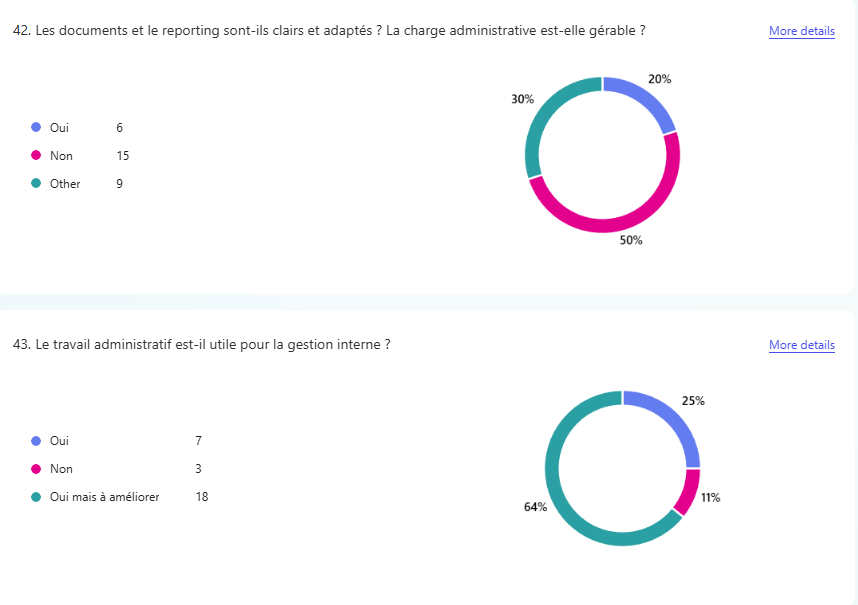 42. Les documents et le reporting sont-ils clairs et adaptés ? La charge administrative est-elle gérable ?
More details
Oui 6
Non 15
Other 9
20%
30%
50%
43. Le travail administratif est-il utile pour la gestion interne ?
More details
Oui 7
Non 3
Oui mais à améliorer 18
25%
11%
64%